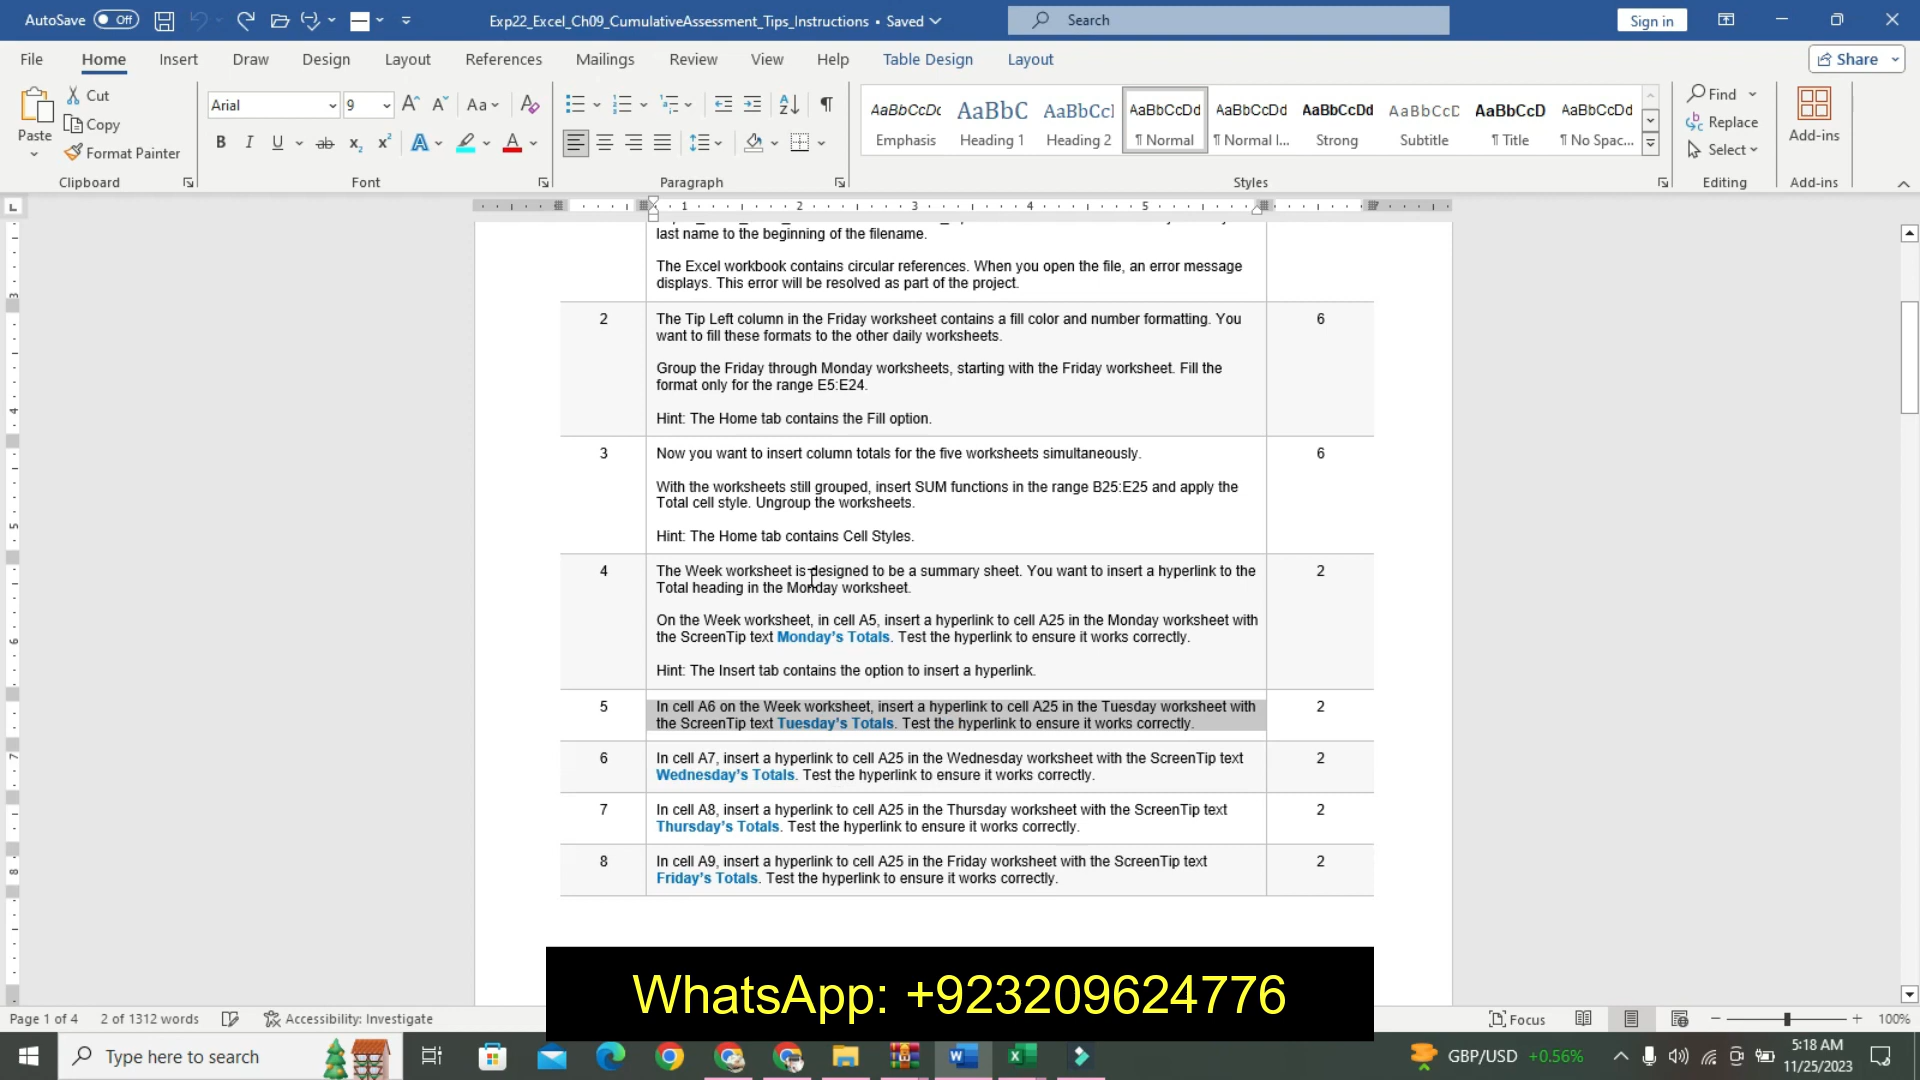 AutoSave Off
Exp22_Excel_Ch09_CumulativeAssessment_Tips_Instructions • Saved
Search
Sign in
File Home Insert Draw Design Layout References Mailings Review View Help Table Design Layout
Share
Paste
Cut
Copy
Format Painter
Clipboard
Arial 9
Aa
B I U ab x₂ x² A A
Font
Paragraph
AaBbCcDc AaBbC AaBbCcI AaBbCcDd AaBbCcDd AaBbCcDd AaBbCcD AaBbCcD AaBbCcDd
Emphasis Heading 1 Heading 2 ¶ Normal ¶ Normal I... Strong Subtitle ¶ Title ¶ No Spac...
Styles
Find
Replace
Select
Editing
Add-ins
Add-ins
1 2 3 4 5 6 7
last name to the beginning of the filename.
The Excel workbook contains circular references. When you open the file, an error message
displays. This error will be resolved as part of the project.
2 The Tip Left column in the Friday worksheet contains a fill color and number formatting. You 6
want to fill these formats to the other daily worksheets.
Group the Friday through Monday worksheets, starting with the Friday worksheet. Fill the
format only for the range E5:E24.
Hint: The Home tab contains the Fill option.
3 Now you want to insert column totals for the five worksheets simultaneously. 6
With the worksheets still grouped, insert SUM functions in the range B25:E25 and apply the
Total cell style. Ungroup the worksheets.
Hint: The Home tab contains Cell Styles.
4 The Week worksheet is designed to be a summary sheet. You want to insert a hyperlink to the 2
Total heading in the Monday worksheet.
On the Week worksheet, in cell A5, insert a hyperlink to cell A25 in the Monday worksheet with
the ScreenTip text Monday's Totals. Test the hyperlink to ensure it works correctly.
Hint: The Insert tab contains the option to insert a hyperlink.
5 In cell A6 on the Week worksheet, insert a hyperlink to cell A25 in the Tuesday worksheet with 2
the ScreenTip text Tuesday's Totals. Test the hyperlink to ensure it works correctly.
6 In cell A7, insert a hyperlink to cell A25 in the Wednesday worksheet with the ScreenTip text 2
Wednesday's Totals. Test the hyperlink to ensure it works correctly.
7 In cell A8, insert a hyperlink to cell A25 in the Thursday worksheet with the ScreenTip text 2
Thursday's Totals. Test the hyperlink to ensure it works correctly.
8 In cell A9, insert a hyperlink to cell A25 in the Friday worksheet with the ScreenTip text 2
Friday's Totals. Test the hyperlink to ensure it works correctly.
WhatsApp: +923209624776
Page 1 of 4 2 of 1312 words Accessibility: Investigate
Focus 100%
Type here to search
GBP/USD +0.56%
5:18 AM
11/25/2023